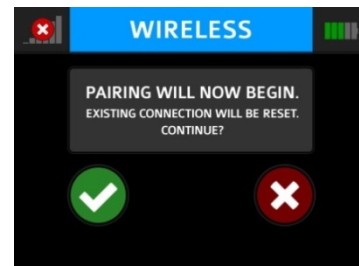 WIRELESS
PAIRING WILL NOW BEGIN.
EXISTING CONNECTION WILL BE RESET.
CONTINUE?